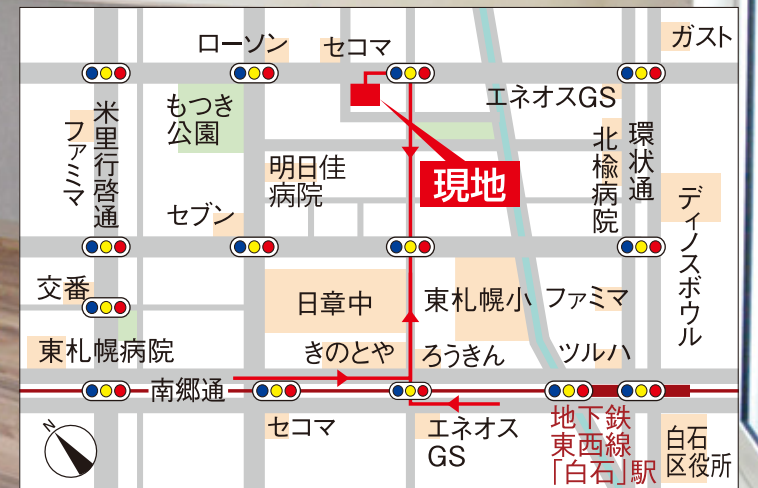 ローソン
セコマ
ガスト
もつき
公園
エネオスGS
ファミマ
米里行啓通
北楡病院
環状通
明日佳
病院
現地
セブン
ディノスボウル
交番
日章中
東札幌小
ファミマ
東札幌病院
きのとや
ろうきん
ツルハ
南郷通
セコマ
エネオス
GS
地下鉄
東西線
「白石」駅
白石
区役所
N